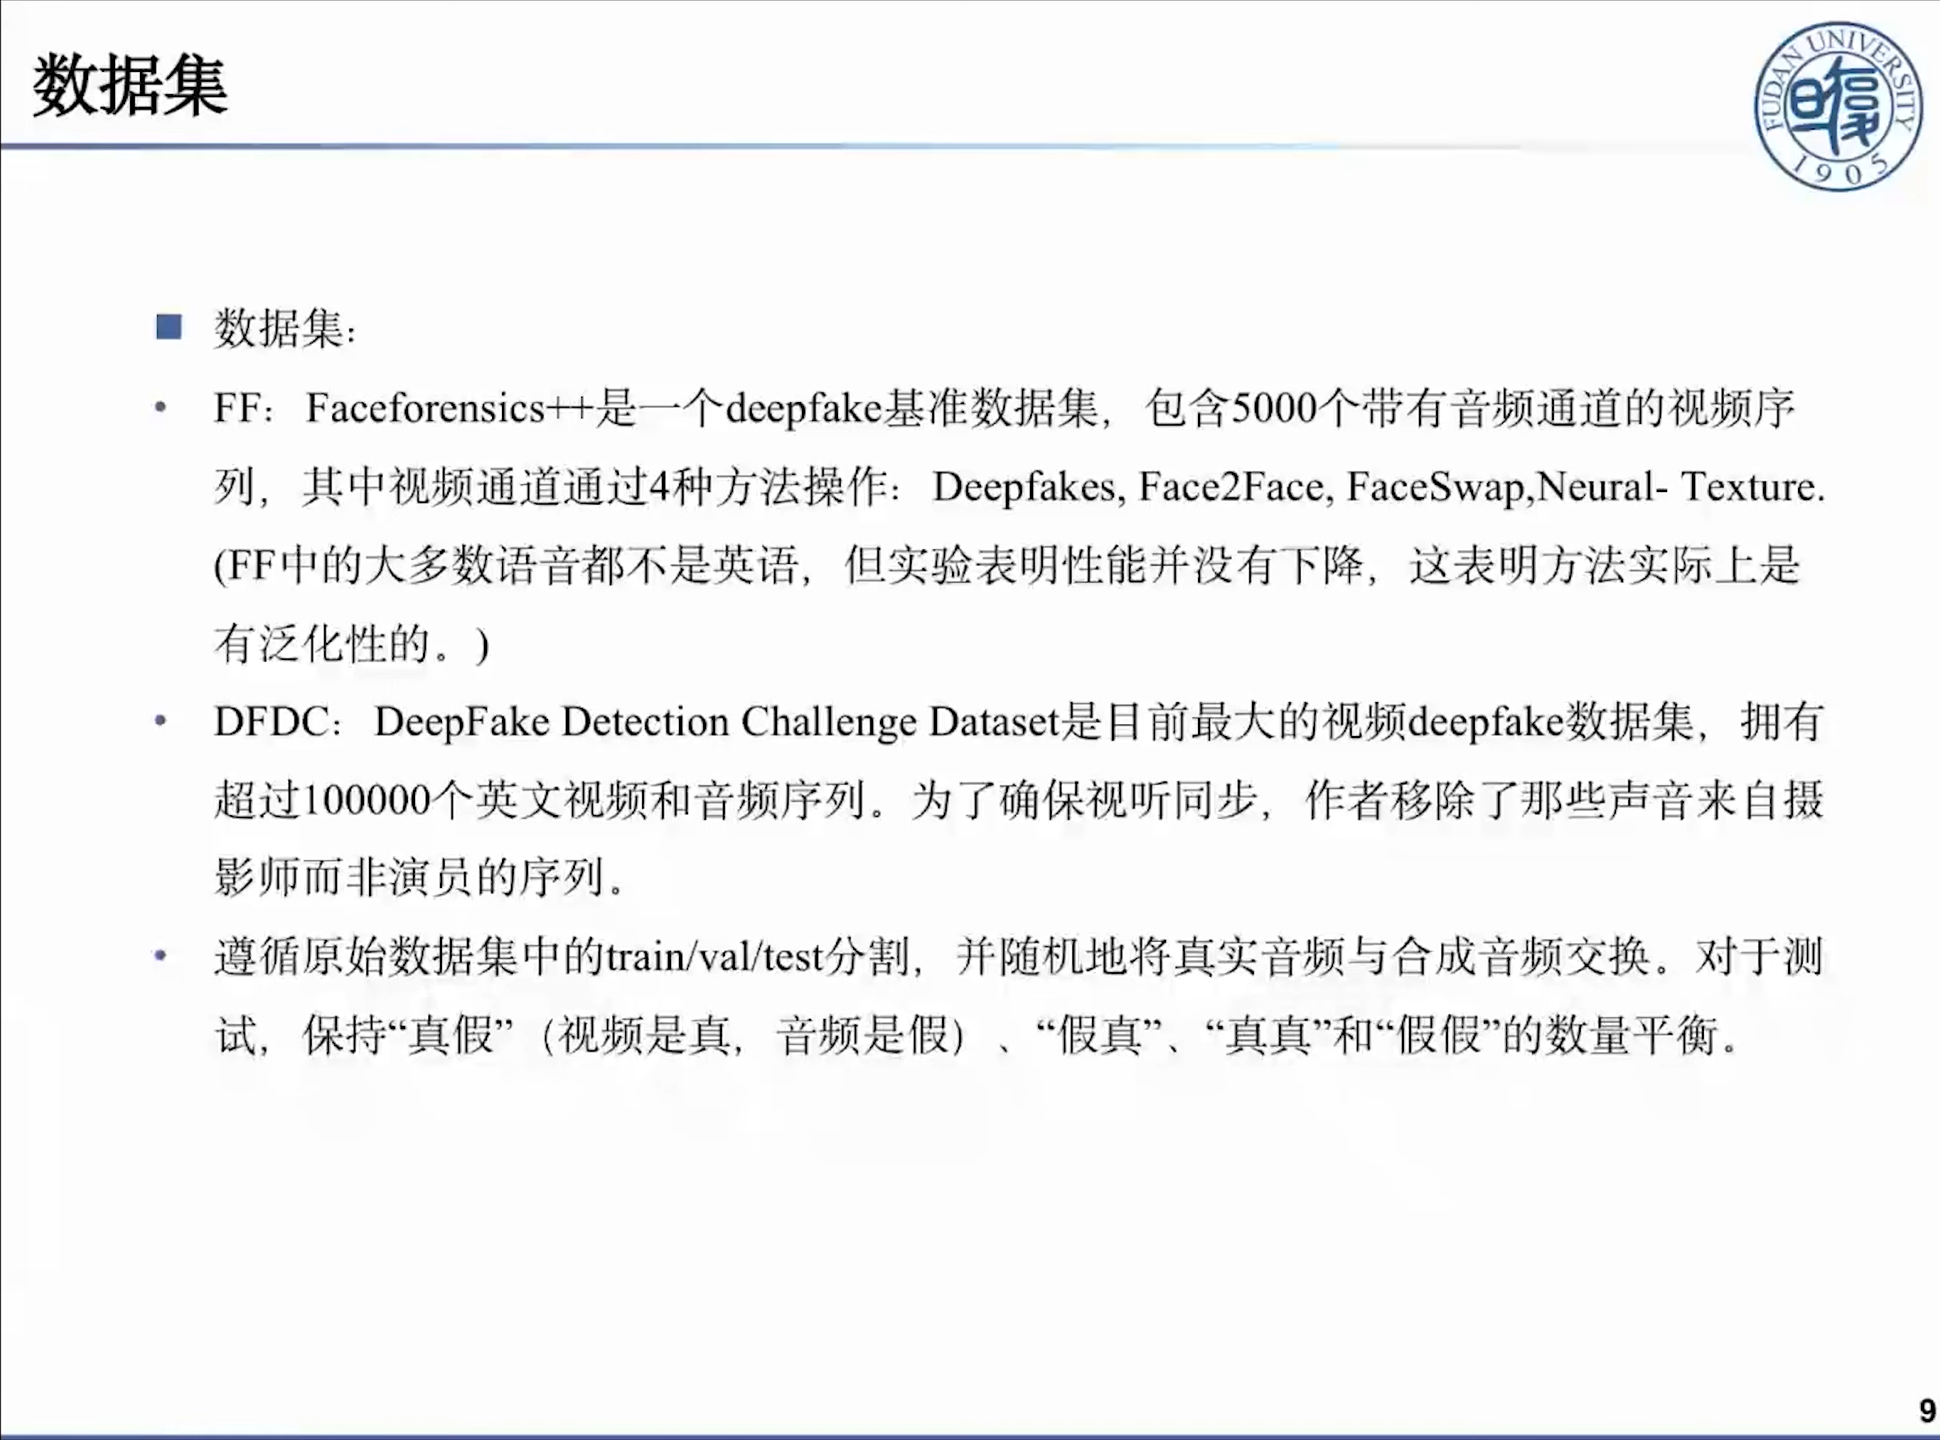 数据集
FUDAN UNIVERSITY
1905
数据集：
FF： Faceforensics++是一个deepfake基准数据集，包含5000个带有音频通道的视频序
列，其中视频通道通过4种方法操作： Deepfakes, Face2Face, FaceSwap,Neural- Texture.
(FF中的大多数语音都不是英语，但实验表明性能并没有下降，这表明方法实际上是
有泛化性的。)
DFDC： DeepFake Detection Challenge Dataset是目前最大的视频deepfake数据集，拥有
超过100000个英文视频和音频序列。为了确保视听同步，作者移除了那些声音来自摄
影师而非演员的序列。
遵循原始数据集中的train/val/test分割，并随机地将真实音频与合成音频交换。对于测
试，保持“真假”（视频是真，音频是假）、“假真”、“真真”和“假假”的数量平衡。
9